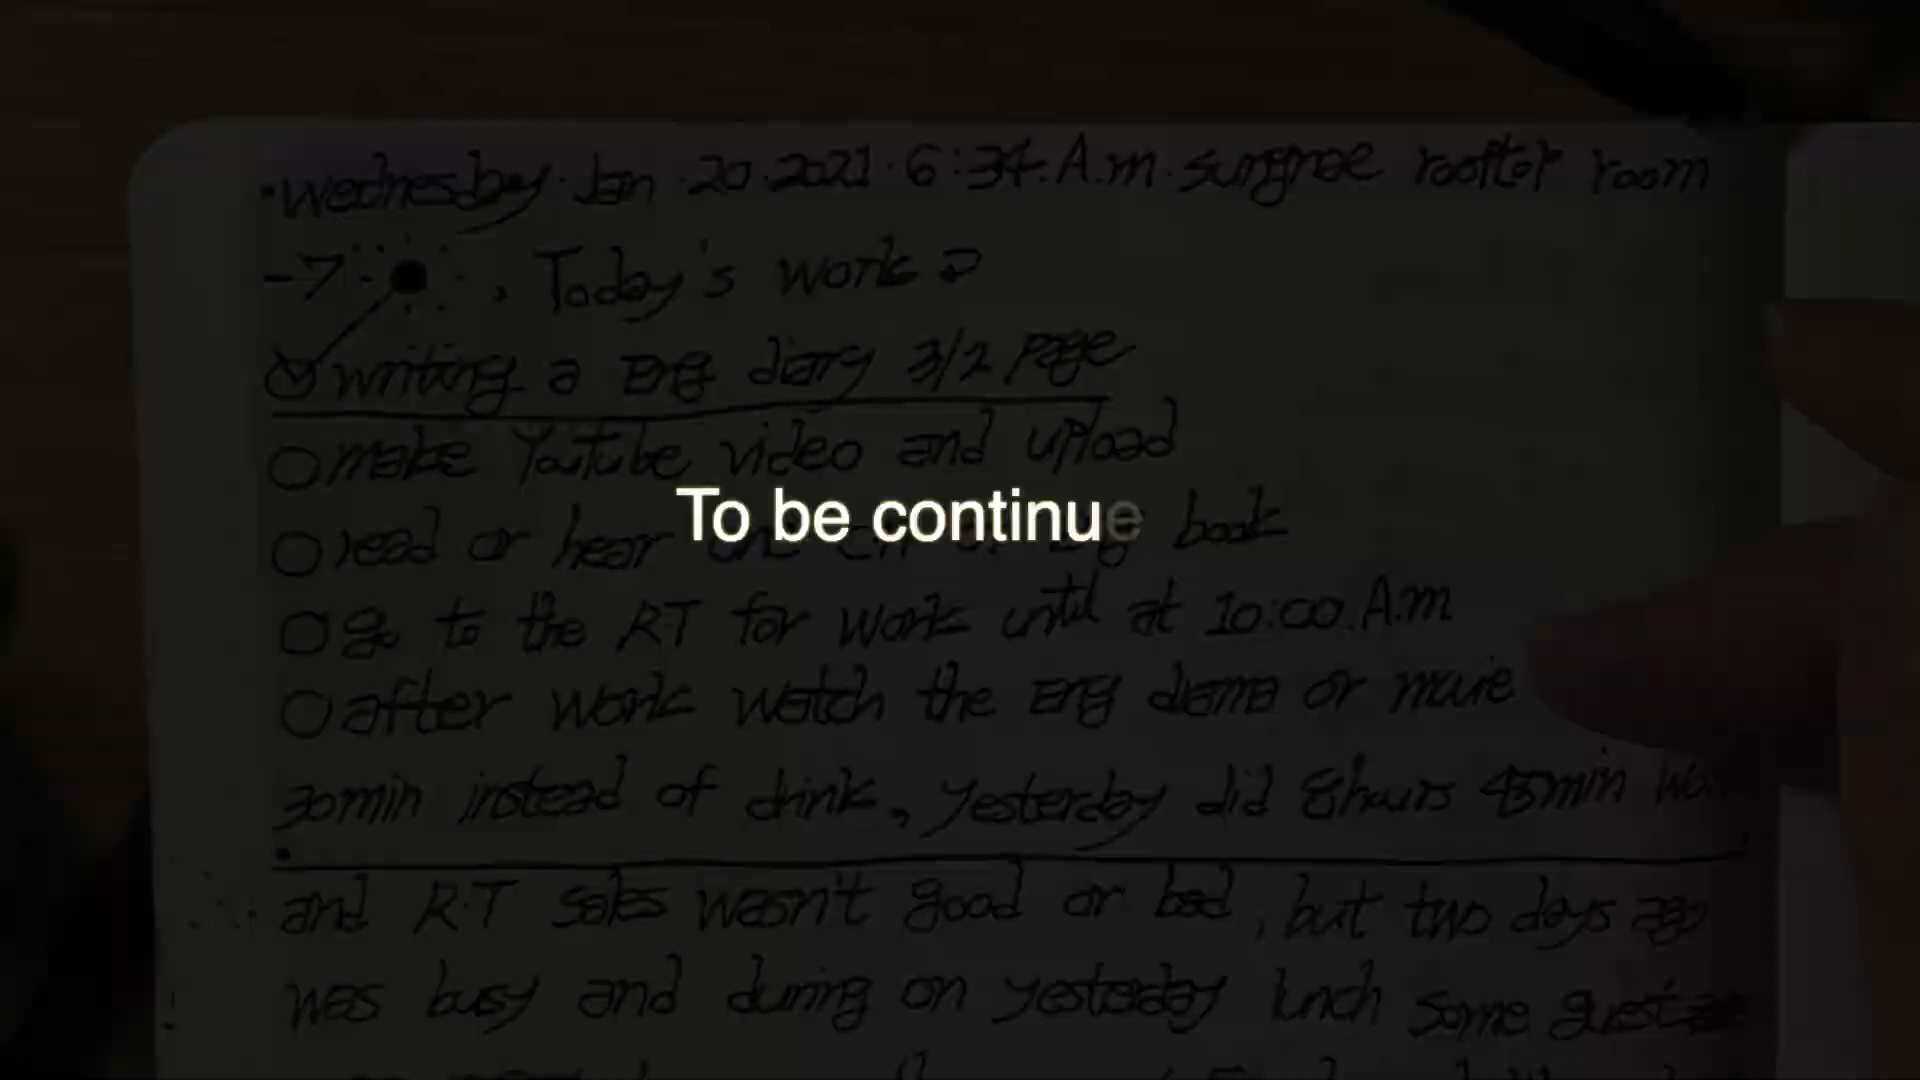 •Wednesday. Jan .20.2021. 6:34.A.m. Sungnae rooftop room
-7 , Today's work
writing a Eng diary 3/2 page
make Youtube video and upload
To be continue
read or hear book
go to the RT for work until at 10:00.A.m
after work watch the Eng drama or movie
30min instead of drink, yesterday did 8hours 45min
and R.T sales wasn't good or bad, but two days ago
was busy and during on yesterday lunch some guest